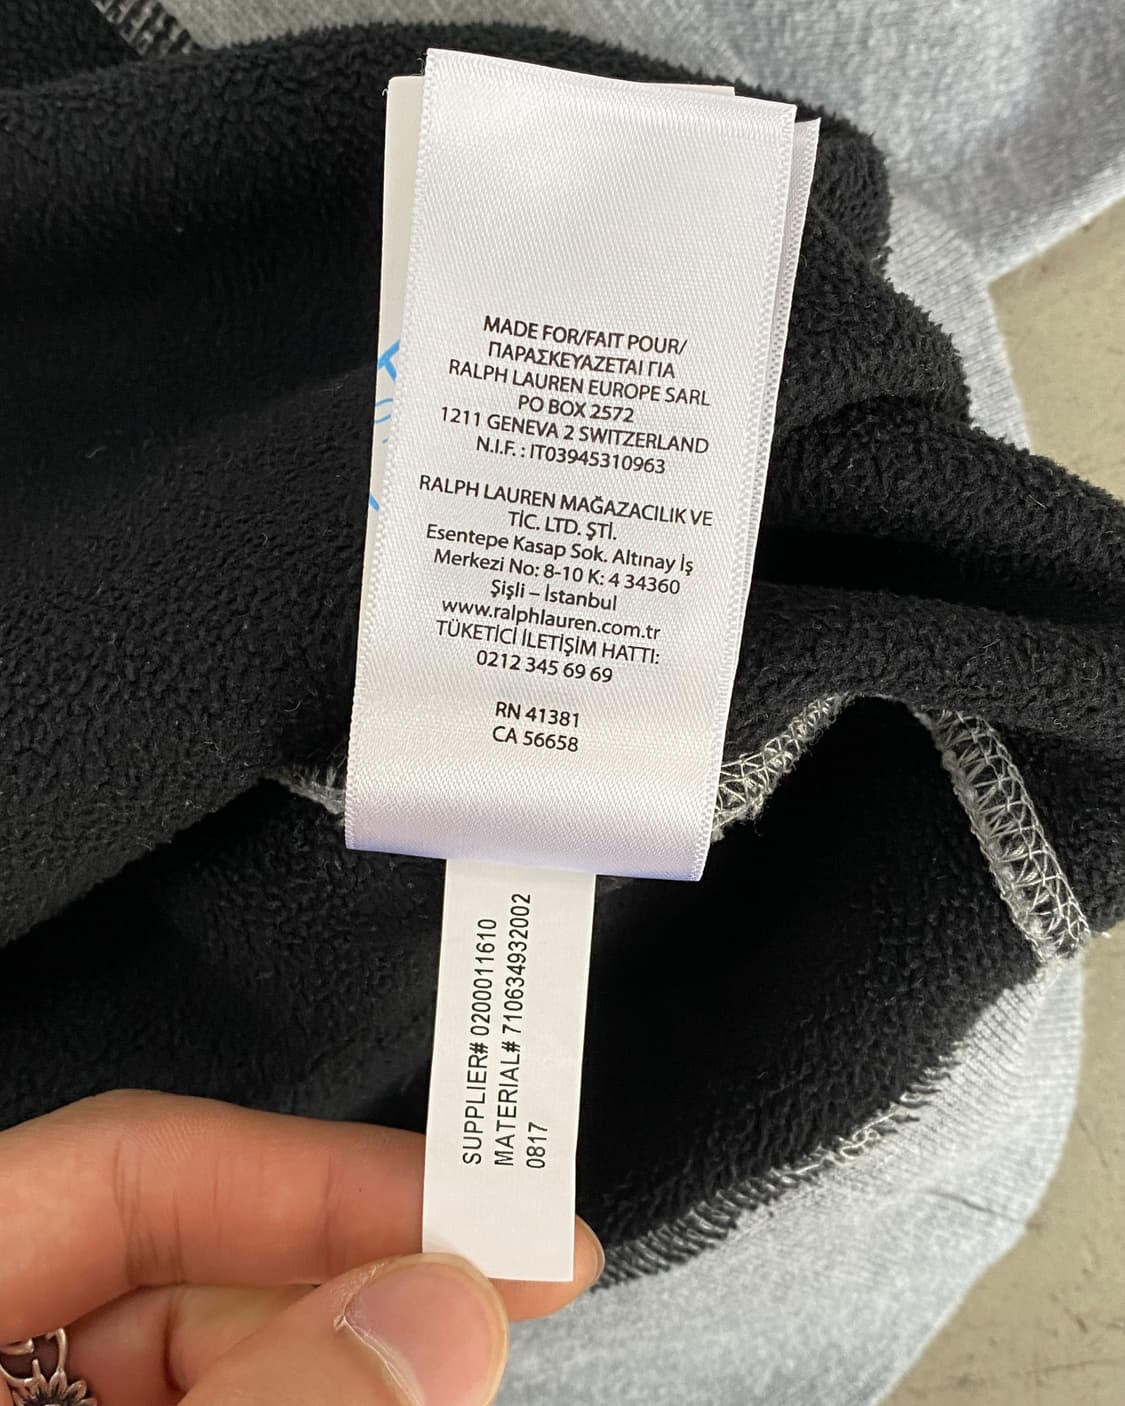 MADE FOR/FAIT POUR/
ΠΑΡΑΣΚΕΥΑΖΕΤΑΙ ΓΙΑ
RALPH LAUREN EUROPE SARL
PO BOX 2572
1211 GENEVA 2 SWITZERLAND
N.I.F. : IT03945310963
RALPH LAUREN MAĞAZACILIK VE
TİC. LTD. ŞTİ.
Esentepe Kasap Sok. Altınay İş
Merkezi No: 8-10 K: 4 34360
Şişli – İstanbul
www.ralphlauren.com.tr
TÜKETİCİ İLETİŞİM HATTI:
0212 345 69 69
RN 41381
CA 56658
SUPPLIER# 0200011610
MATERIAL# 710634932002
0817